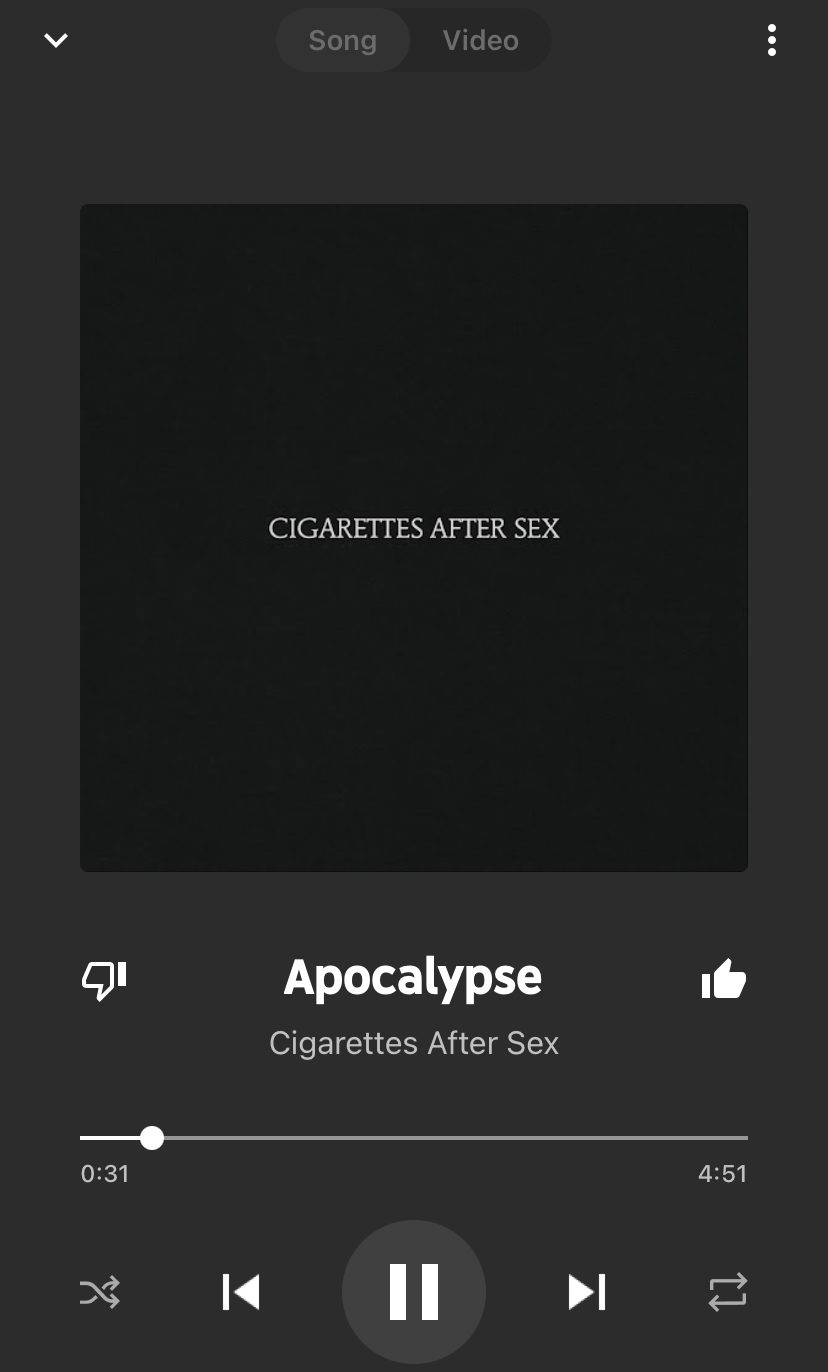 Song Video
CIGARETTES AFTER SEX
Apocalypse
Cigarettes After Sex
0:31 4:51